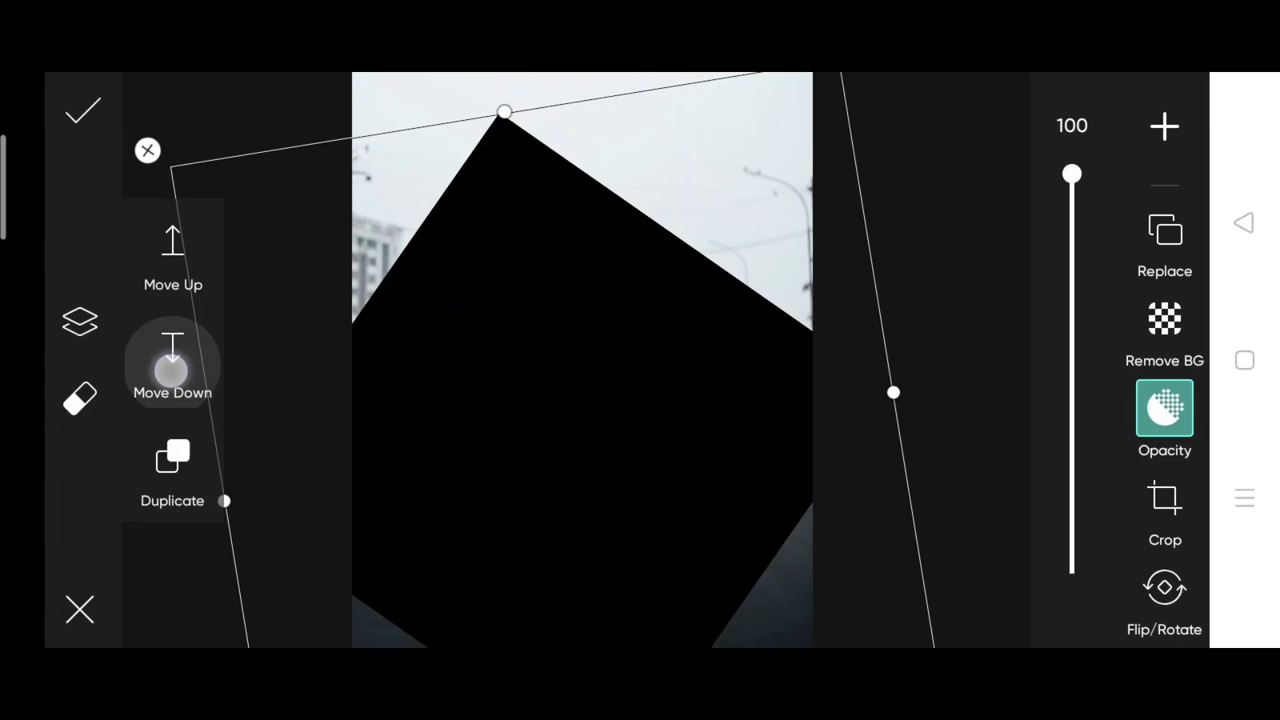 100
Move Up
Replace
Remove BG
Move Down
Opacity
Duplicate
Crop
Flip/Rotate